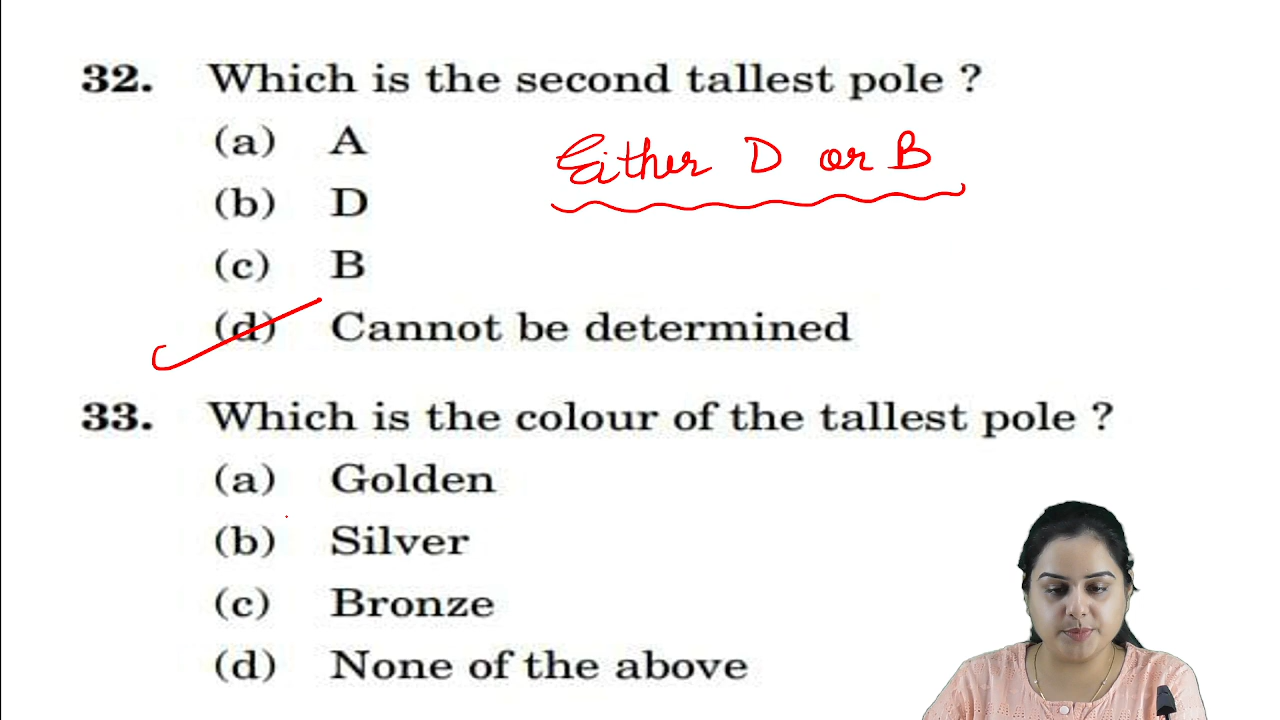 32. Which is the second tallest pole ?
(a) A
Either D or B
(b) D
(c) B
(d) Cannot be determined
33. Which is the colour of the tallest pole ?
(a) Golden
(b) Silver
(c) Bronze
(d) None of the above